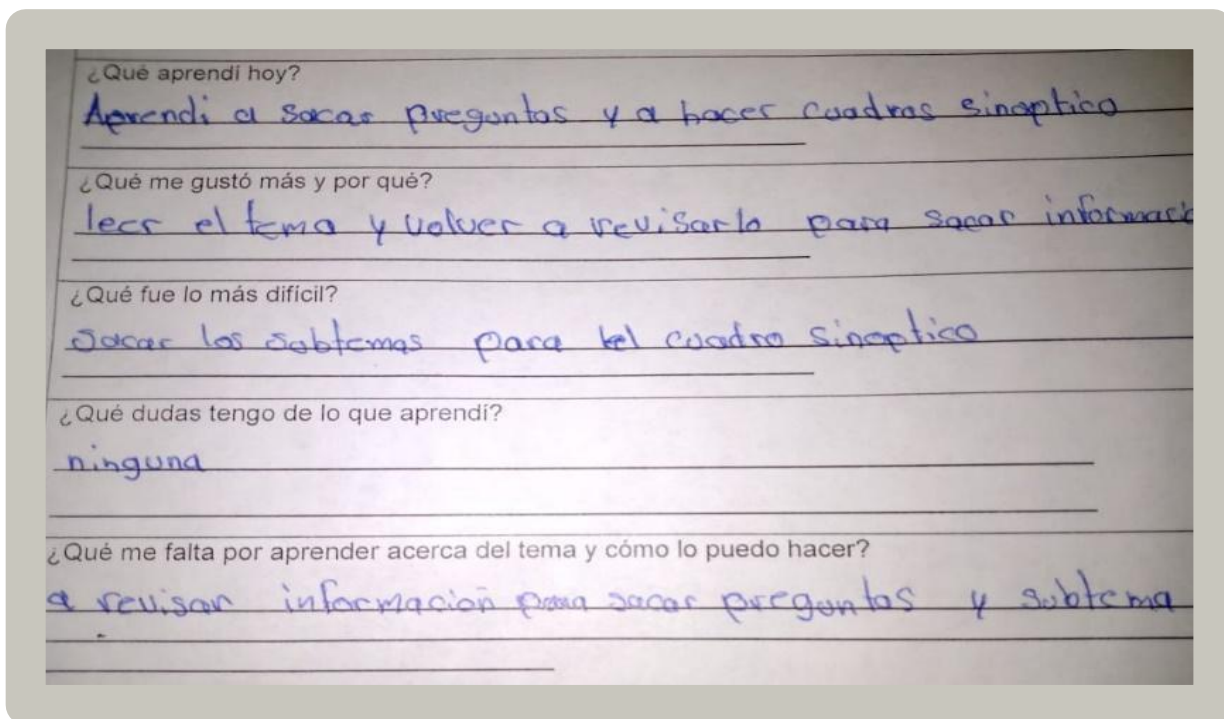 ¿Qué aprendí hoy?
Aprendi a sacar preguntas y a hacer cuadros sinoptico
¿Qué me gustó más y por qué?
leer el tema y volver a revisarlo para sacar informacio
¿Qué fue lo más difícil?
Sacar los subtemas para el cuadro sinoptico
¿Qué dudas tengo de lo que aprendí?
ninguna
¿Qué me falta por aprender acerca del tema y cómo lo puedo hacer?
a revisar informacion para sacar preguntas y subtema